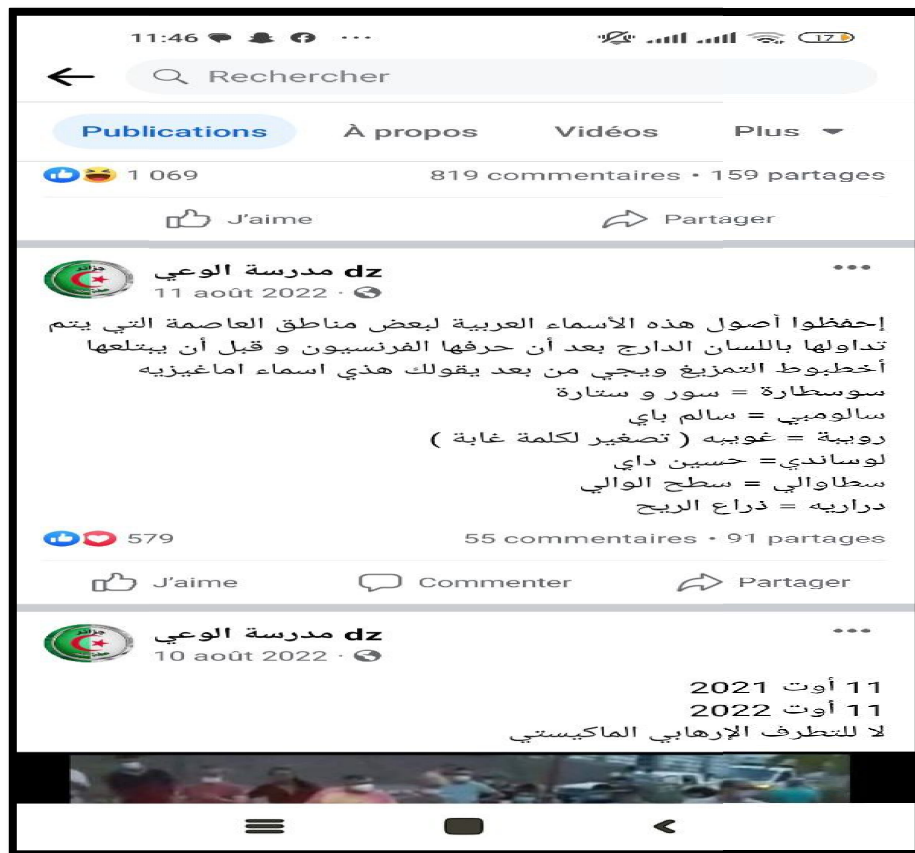 11:46 ...
17
Rechercher
Publications À propos Vidéos Plus
1 069 819 commentaires • 159 partages
J'aime Partager
مدرسة الوعي dz
11 août 2022 ·
إحفظوا أصول هذه الأسماء العربية لبعض مناطق العاصمة التي يتم
تداولها باللسان الدارج بعد أن حرفها الفرنسيون و قبل أن يبتلعها
أخطبوط التمزيغ ويجي من بعد يقولك هذي اسماء اماغيزيه
سوسطارة = سور و ستارة
سالومبي = سالم باي
رويبة = غويبه ( تصغير لكلمة غابة )
لوساندي= حسين داي
سطاوالي = سطح الوالي
دراريه = ذراع الريح
579 55 commentaires • 91 partages
J'aime Commenter Partager
مدرسة الوعي dz
10 août 2022 ·
11 أوت 2021
11 أوت 2022
لا للتطرف الإرهابي الماكيستي